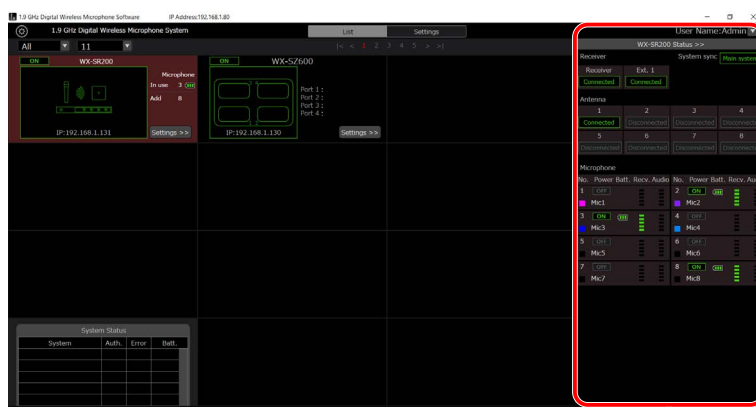 1.9 GHz Digital Wireless Microphone Software IP Address:192.168.1.80
1.9 GHz Digital Wireless Microphone System List Settings User Name:Admin
All 11 |< < 1 2 3 4 5 > >|
WX-SR200 Status >>
ON WX-SR200
Microphone
In use 3
Add 8
IP:192.168.1.131 Settings >>
ON WX-SZ600
Port 1 :
Port 2 :
Port 3 :
Port 4 :
IP:192.168.1.130 Settings >>
Receiver System sync Main system
Receiver Ext. 1
Connected Connected
Antenna
1 2 3 4
Connected Disconnected Disconnected Disconnected
5 6 7 8
Disconnected Disconnected Disconnected Disconnected
Microphone
No. Power Batt. Recv. Audio No. Power Batt. Recv. Au
1 OFF 2 ON
Mic1 Mic2
3 ON 4 OFF
Mic3 Mic4
5 OFF 6 OFF
Mic5 Mic6
7 OFF 8 ON
Mic7 Mic8
System Status
System Auth. Error Batt.